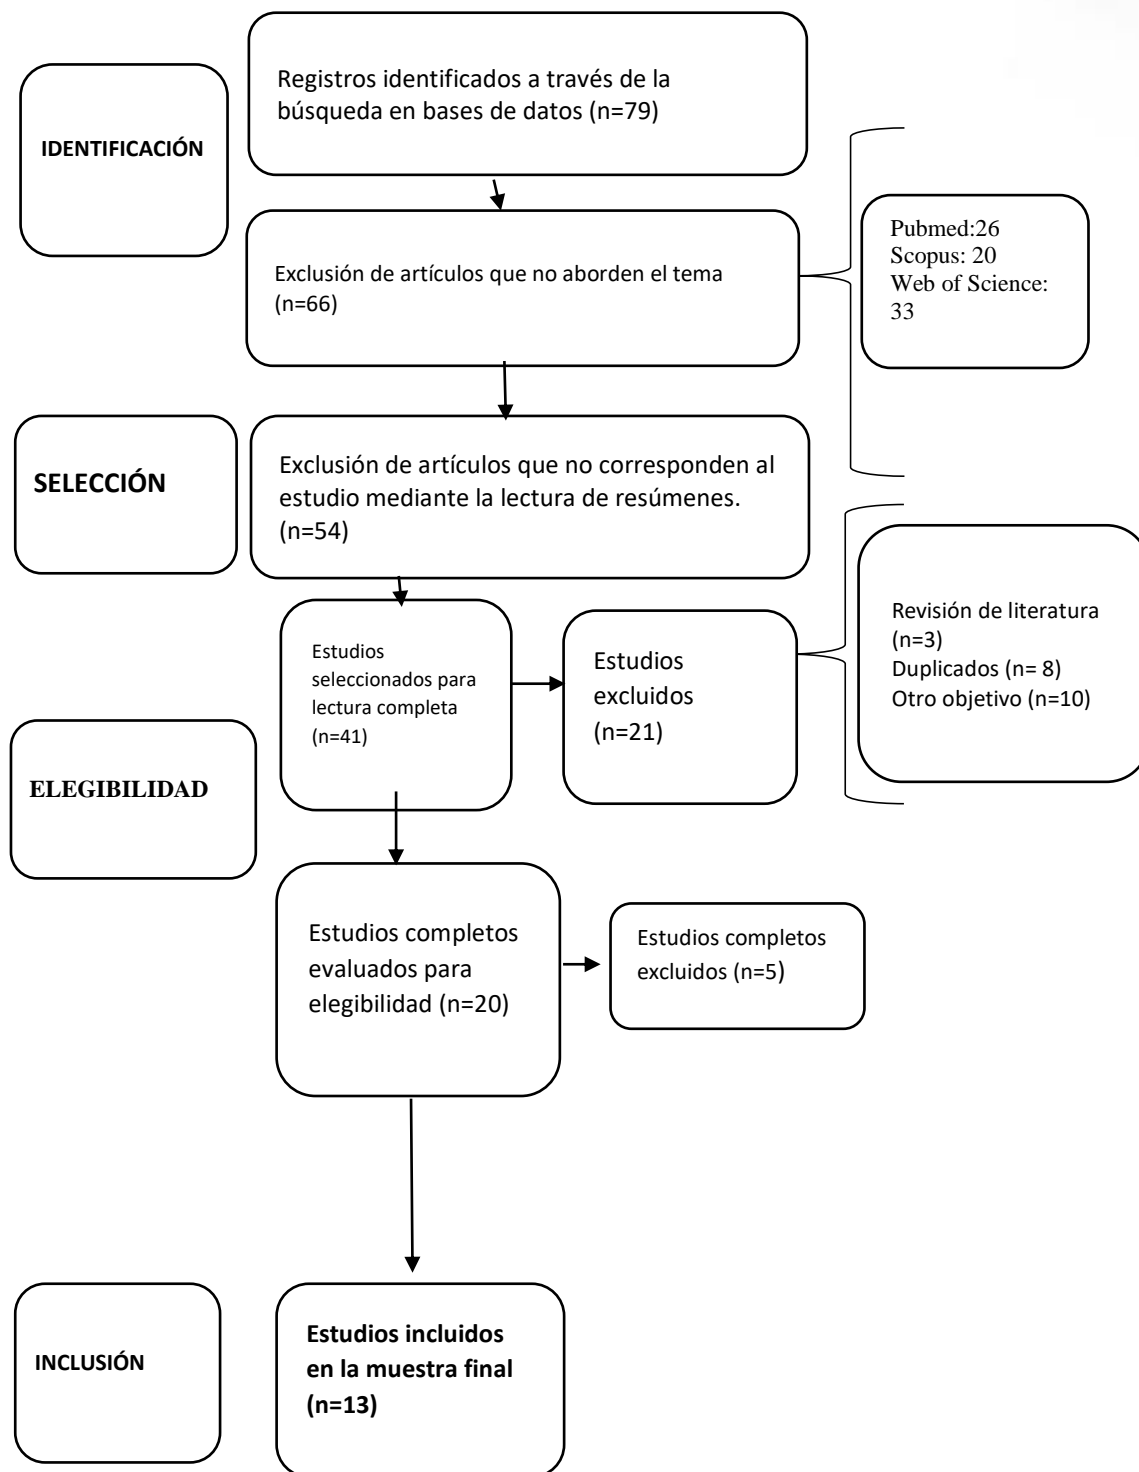 IDENTIFICACIÓN
Registros identificados a través de la
búsqueda en bases de datos (n=79)
Exclusión de artículos que no aborden el tema
(n=66)
Pubmed:26
Scopus: 20
Web of Science:
33
SELECCIÓN
Exclusión de artículos que no corresponden al
estudio mediante la lectura de resúmenes.
(n=54)
Estudios
seleccionados para
lectura completa
(n=41)
Estudios
excluidos
(n=21)
Revisión de literatura
(n=3)
Duplicados (n= 8)
Otro objetivo (n=10)
ELEGIBILIDAD
Estudios completos
evaluados para
elegibilidad (n=20)
Estudios completos
excluidos (n=5)
INCLUSIÓN
Estudios incluidos
en la muestra final
(n=13)